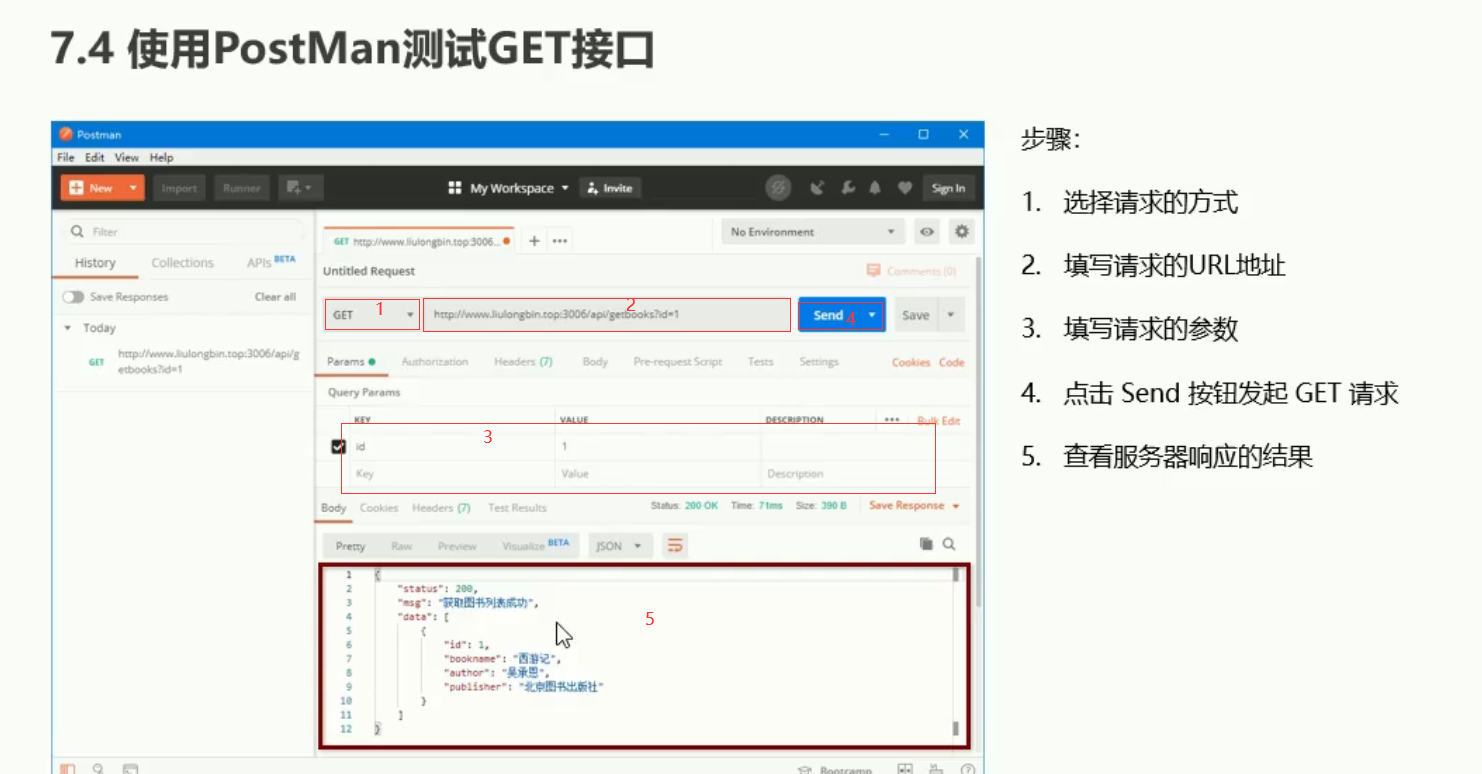 7.4 使用PostMan测试GET接口
Postman
File Edit View Help
New Import Runner My Workspace Invite Sign In
Filter
History Collections APIs BETA
Save Responses Clear all
Today
GET http://www.liulongbin.top:3006/api/g
etbooks?id=1
GET http://www.liulongbin.top:3006... + ••• No Environment
Untitled Request Comments (0)
GET 1 http://www.liulongbin.top:3006/api/getbooks?id=1 2 Send 4 Save
Params Authorization Headers (7) Body Pre-request Script Tests Settings Cookies Code
Query Params
KEY VALUE DESCRIPTION ••• Bulk Edit
id 1 3
Key Value Description
Body Cookies Headers (7) Test Results Status: 200 OK Time: 71ms Size: 390 B Save Response
Pretty Raw Preview Visualize BETA JSON
1 {
2 "status": 200,
3 "msg": "获取图书列表成功",
4 "data": [
5 {
6 "id": 1,
7 "bookname": "西游记",
8 "author": "吴承恩",
9 "publisher": "北京图书出版社"
10 }
11 ]
12 }
5
Bootcamp
步骤：
1. 选择请求的方式
2. 填写请求的URL地址
3. 填写请求的参数
4. 点击 Send 按钮发起 GET 请求
5. 查看服务器响应的结果